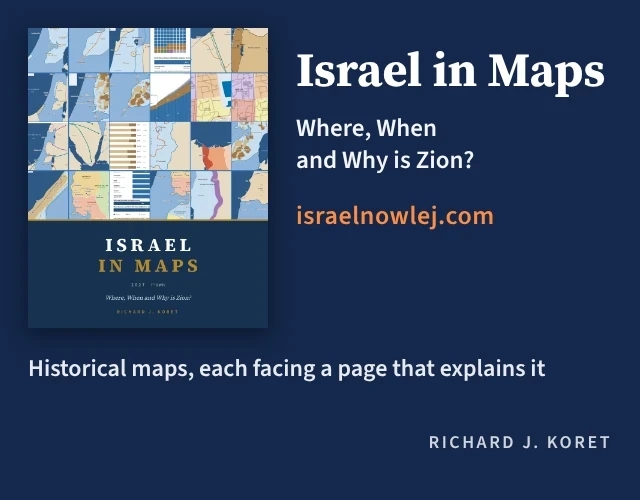 Israel in Maps
Where, When
and Why is Zion?
israelnowlej.com
ISRAEL
IN MAPS
Where, When and Why is Zion?
RICHARD J. KORET
Historical maps, each facing a page that explains it
RICHARD J. KORET